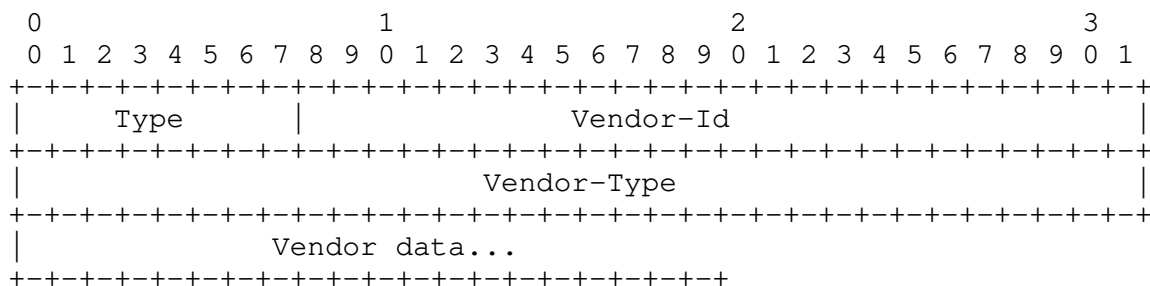 0                   1                   2                   3
 0 1 2 3 4 5 6 7 8 9 0 1 2 3 4 5 6 7 8 9 0 1 2 3 4 5 6 7 8 9 0 1
+-+-+-+-+-+-+-+-+-+-+-+-+-+-+-+-+-+-+-+-+-+-+-+-+-+-+-+-+-+-+-+-+
|     Type      |               Vendor-Id                       |
+-+-+-+-+-+-+-+-+-+-+-+-+-+-+-+-+-+-+-+-+-+-+-+-+-+-+-+-+-+-+-+-+
|                          Vendor-Type                          |
+-+-+-+-+-+-+-+-+-+-+-+-+-+-+-+-+-+-+-+-+-+-+-+-+-+-+-+-+-+-+-+-+
|              Vendor data...
+-+-+-+-+-+-+-+-+-+-+-+-+-+-+-+-+-+-+-+-+